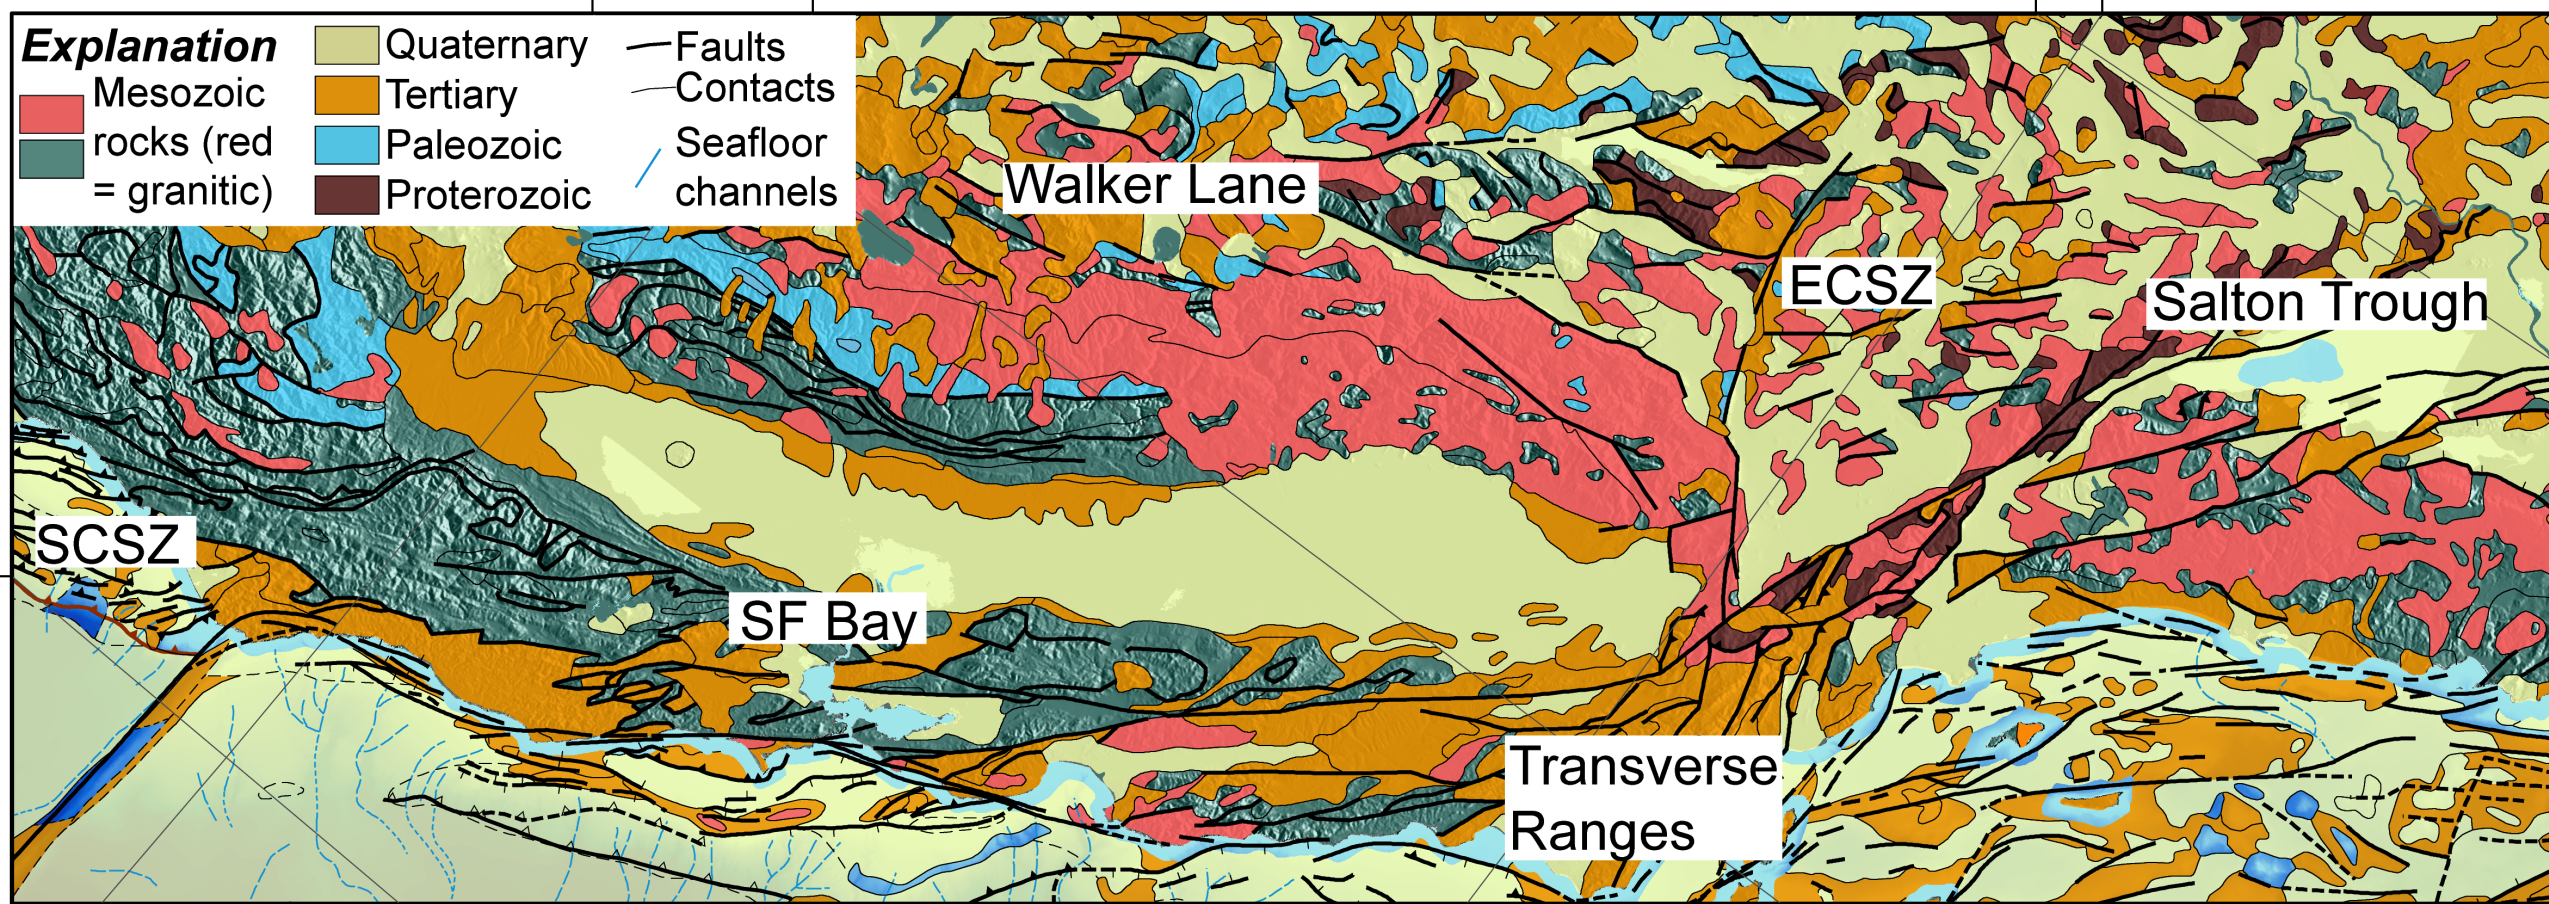 Explanation
Mesozoic
rocks (red
= granitic)
Quaternary
Tertiary
Paleozoic
Proterozoic
Faults
Contacts
Seafloor
channels
Walker Lane
ECSZ
Salton Trough
SCSZ
SF Bay
Transverse
Ranges